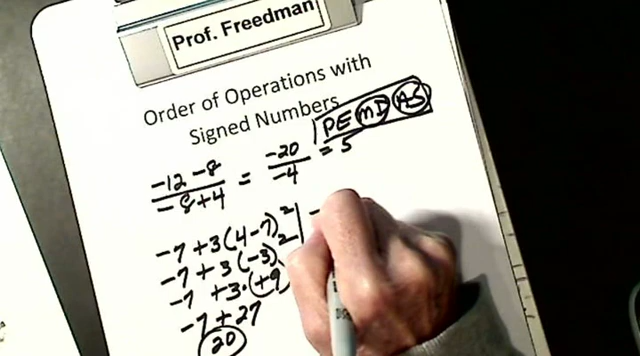 Prof. Freedman
Order of Operations with
Signed Numbers
PE MD AS
-12 -8 / -8+4 = -20 / -4 = 5
-7 + 3(4-7)²
-7 + 3(-3)²
-7 + 3·(+9)
-7 + 27
20